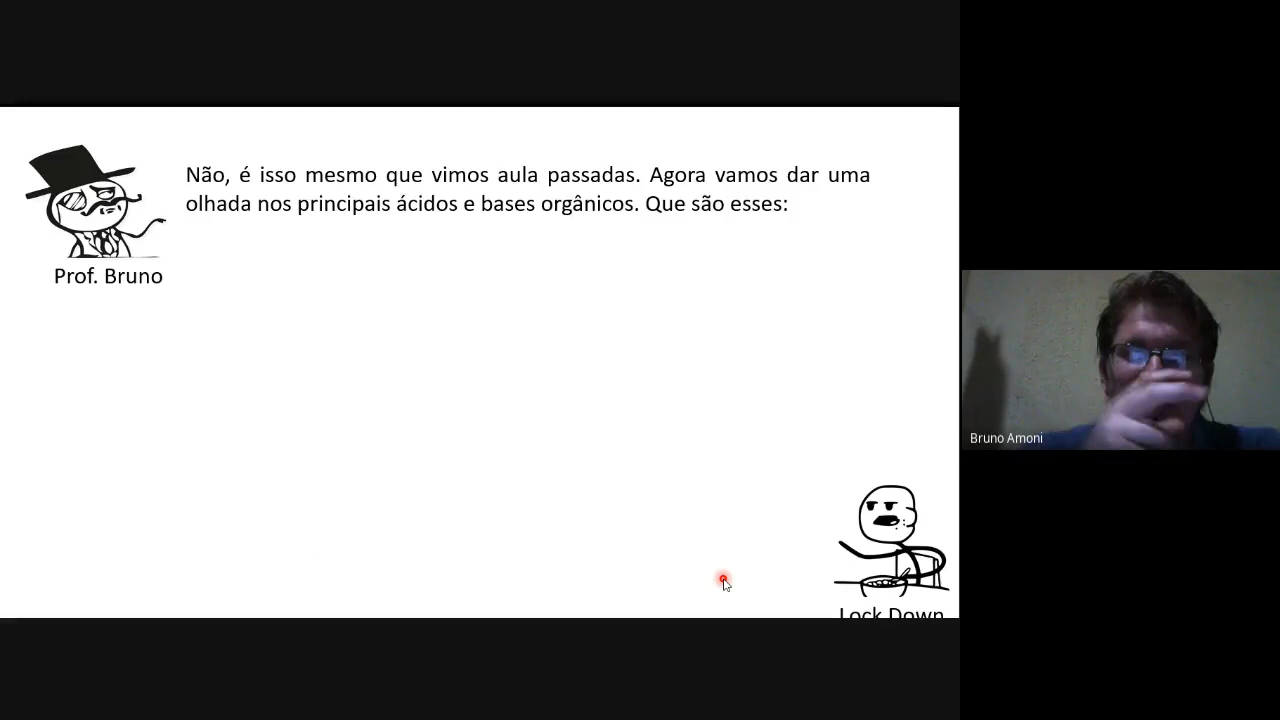 Não, é isso mesmo que vimos aula passadas. Agora vamos dar uma
olhada nos principais ácidos e bases orgânicos. Que são esses:
Prof. Bruno
Bruno Amoni
Lock Down